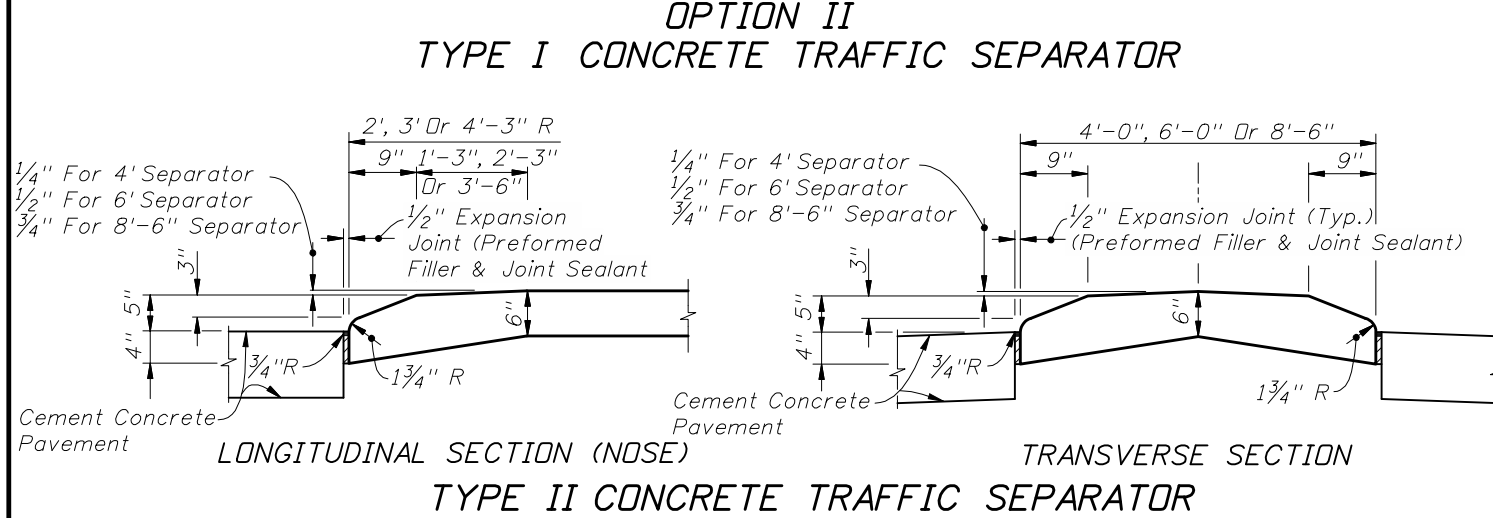 OPTION II
TYPE I CONCRETE TRAFFIC SEPARATOR
2', 3' Or 4'-3" R
9" 1'-3", 2'-3"
Or 3'-6"
1/4" For 4' Separator
1/2" For 6' Separator
3/4" For 8'-6" Separator
1/2" Expansion
Joint (Preformed
Filler & Joint Sealant
3"
5"
4"
6"
3/4"R
1 3/4" R
Cement Concrete
Pavement
LONGITUDINAL SECTION (NOSE)
4'-0", 6'-0" Or 8'-6"
9"
9"
1/4" For 4' Separator
1/2" For 6' Separator
3/4" For 8'-6" Separator
1/2" Expansion Joint (Typ.)
(Preformed Filler & Joint Sealant)
3"
5"
4"
6"
3/4"R
1 3/4" R
Cement Concrete
Pavement
TRANSVERSE SECTION
TYPE II CONCRETE TRAFFIC SEPARATOR